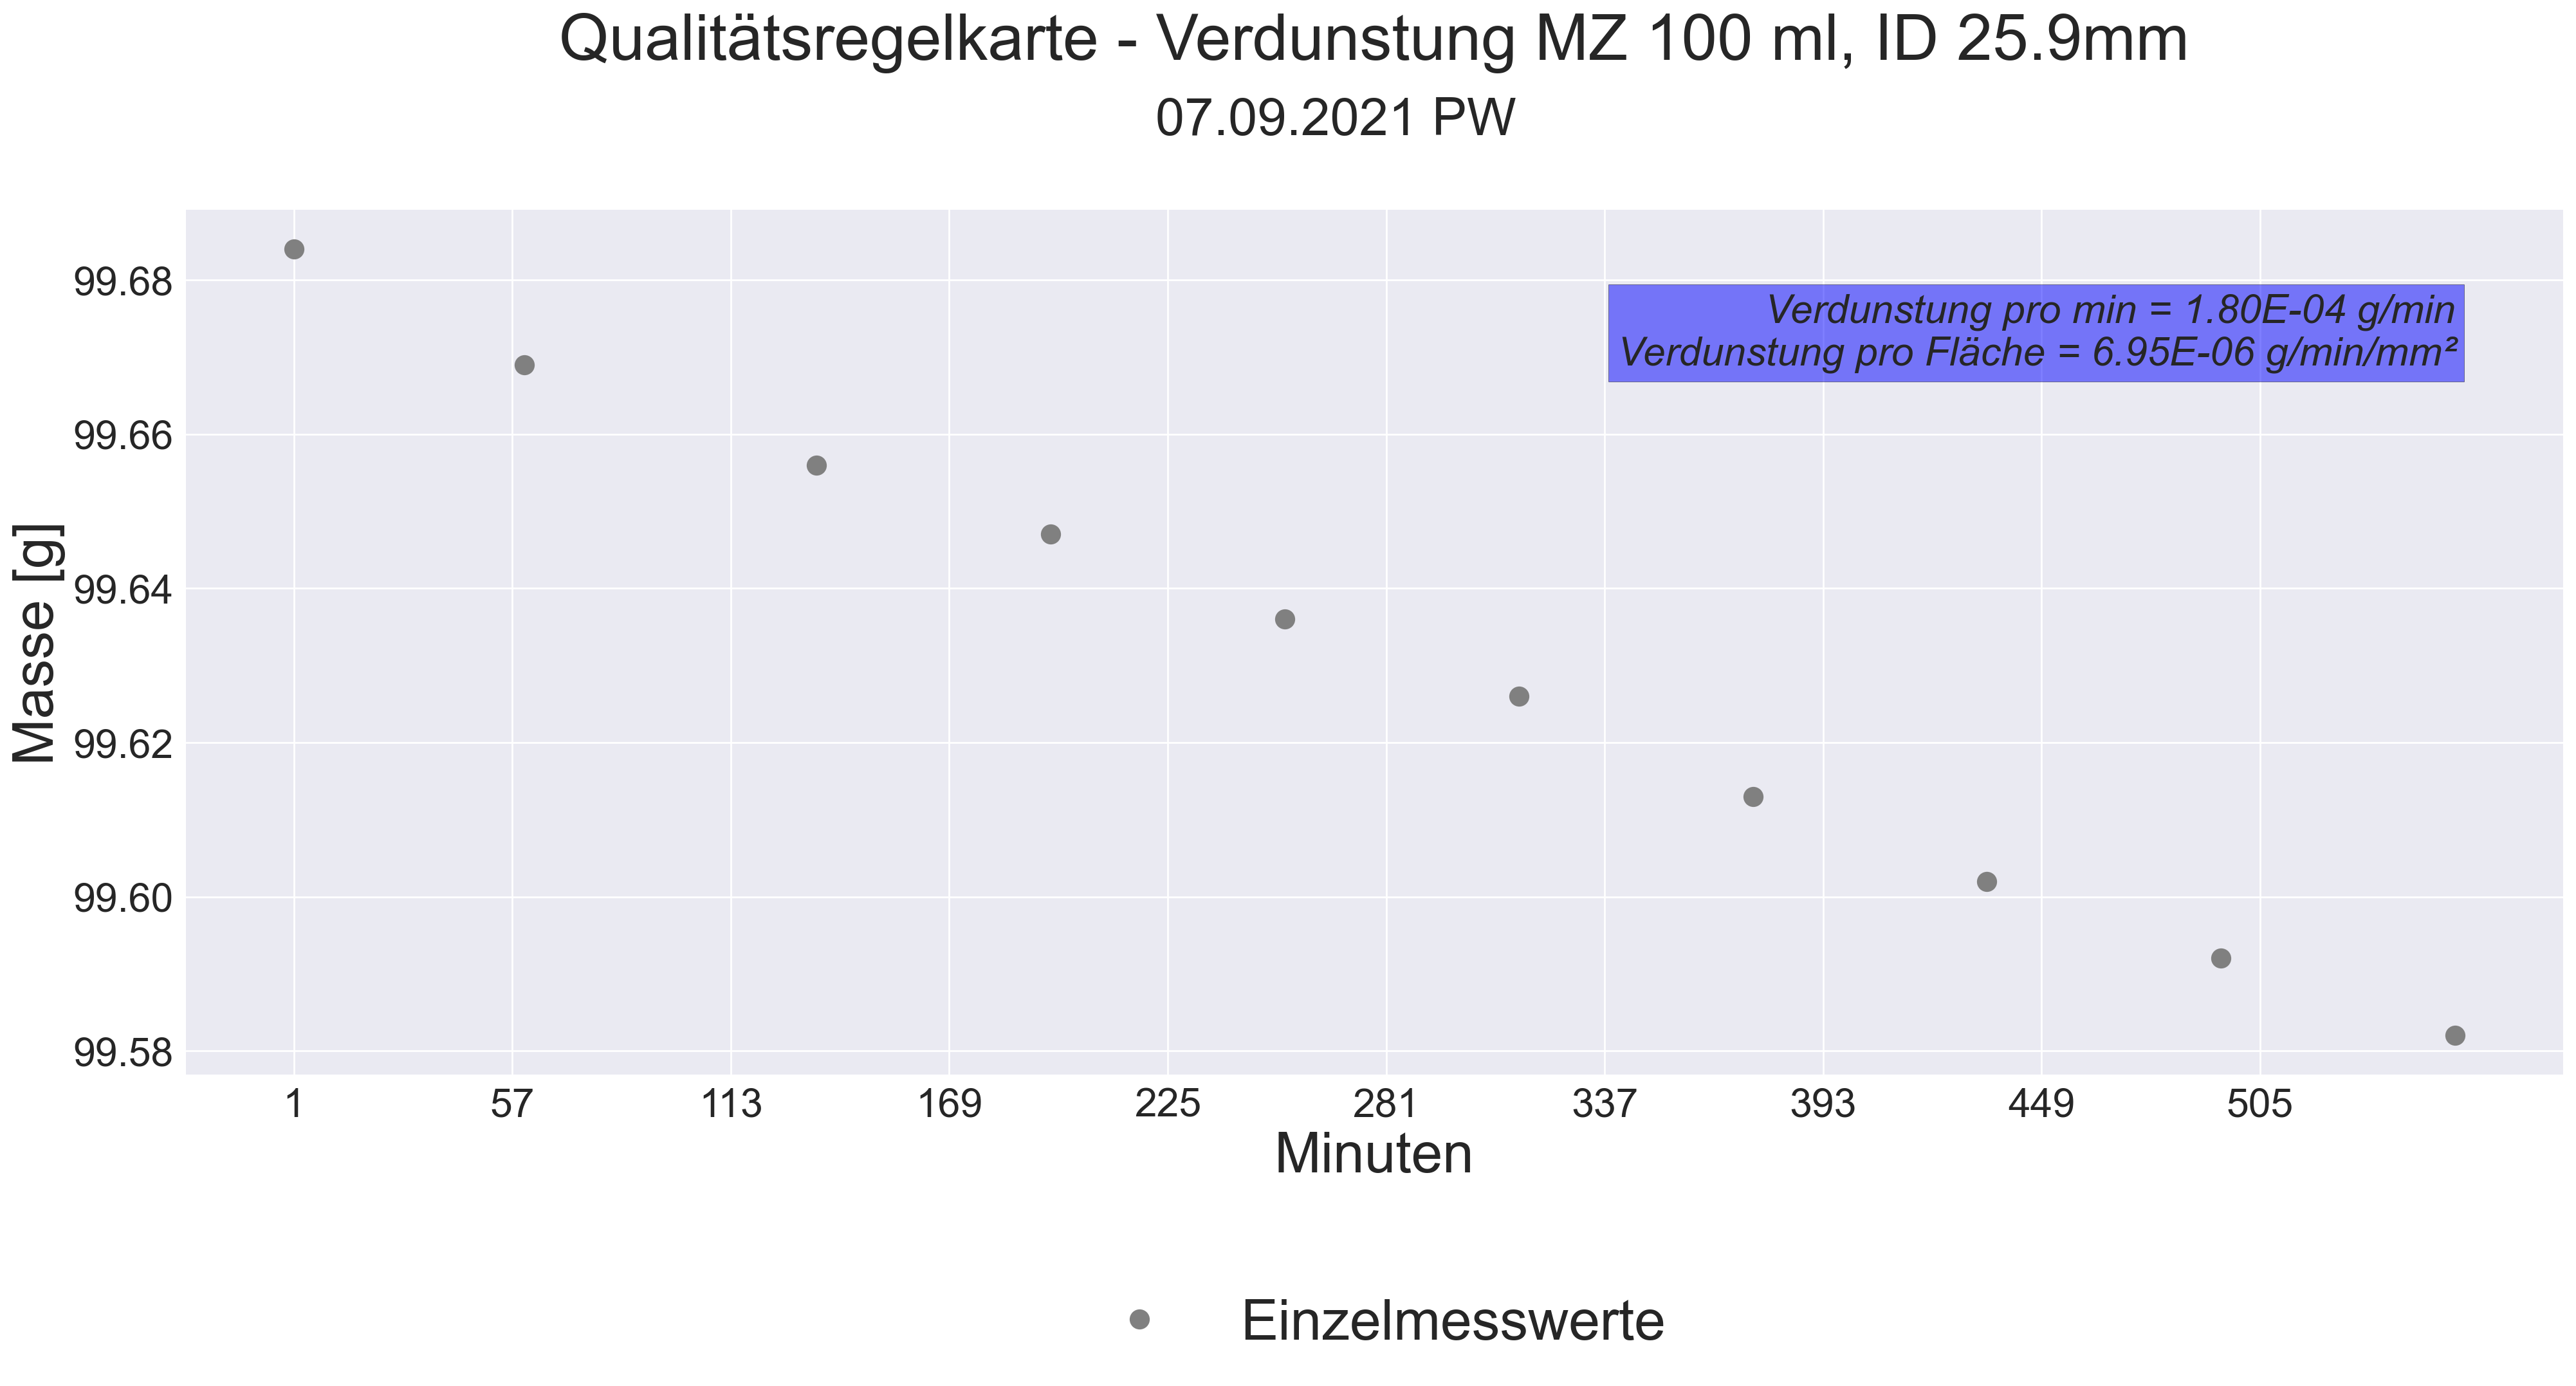 Qualitätsregelkarte - Verdunstung MZ 100 ml, ID 25.9mm
07.09.2021 PW
Verdunstung pro min = 1.80E-04 g/min
Verdunstung pro Fläche = 6.95E-06 g/min/mm²
Masse [g]
99.68
99.66
99.64
99.62
99.60
99.58
1 57 113 169 225 281 337 393 449 505
Minuten
Einzelmesswerte